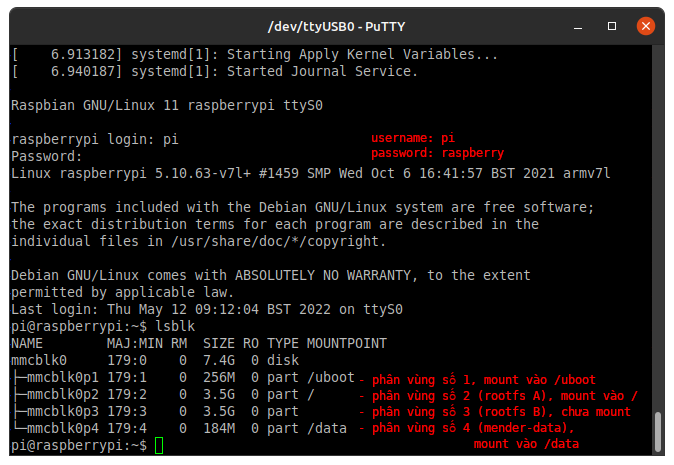 /dev/ttyUSB0 - PuTTY
[    6.913182] systemd[1]: Starting Apply Kernel Variables...
[    6.940187] systemd[1]: Started Journal Service.
Raspbian GNU/Linux 11 raspberrypi ttyS0
raspberrypi login: pi username: pi
Password: password: raspberry
Linux raspberrypi 5.10.63-v7l+ #1459 SMP Wed Oct 6 16:41:57 BST 2021 armv7l
The programs included with the Debian GNU/Linux system are free software;
the exact distribution terms for each program are described in the
individual files in /usr/share/doc/*/copyright.
Debian GNU/Linux comes with ABSOLUTELY NO WARRANTY, to the extent
permitted by applicable law.
Last login: Thu May 12 09:12:04 BST 2022 on ttyS0
pi@raspberrypi:~$ lsblk
NAME        MAJ:MIN RM  SIZE RO TYPE MOUNTPOINT
mmcblk0     179:0    0  7.4G  0 disk
├─mmcblk0p1 179:1    0  256M  0 part /uboot - phân vùng số 1, mount vào /uboot
├─mmcblk0p2 179:2    0  3.5G  0 part / - phân vùng số 2 (rootfs A), mount vào /
├─mmcblk0p3 179:3    0  3.5G  0 part - phân vùng số 3 (rootfs B), chưa mount
└─mmcblk0p4 179:4    0  184M  0 part /data - phân vùng số 4 (mender-data),
pi@raspberrypi:~$ mount vào /data